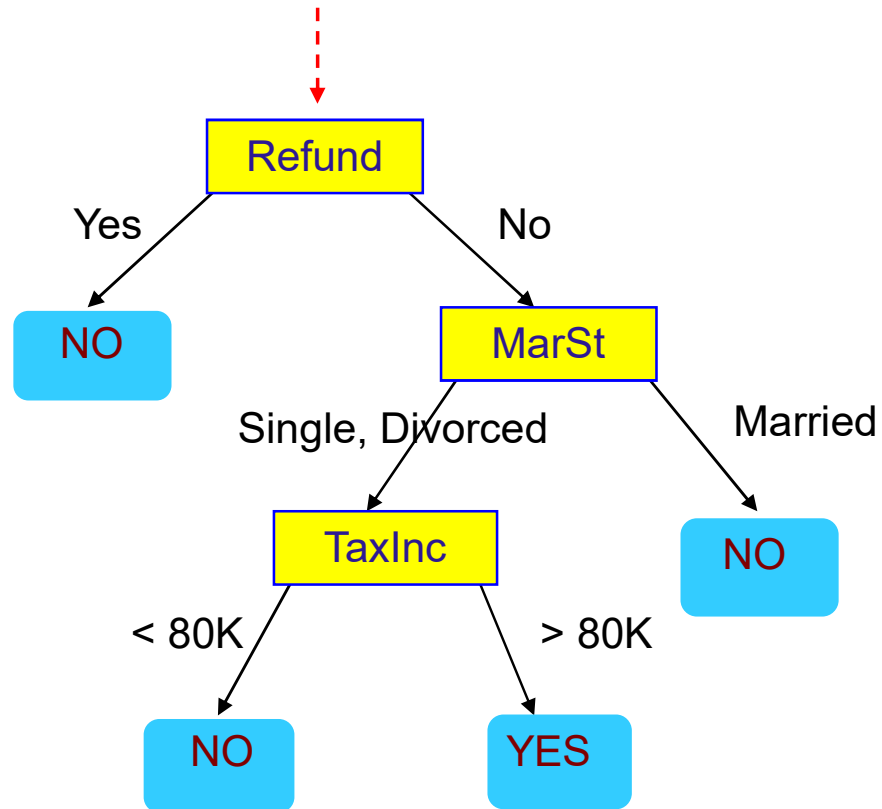 Refund
Yes
No
NO
MarSt
Single, Divorced
Married
TaxInc
NO
< 80K
> 80K
NO
YES